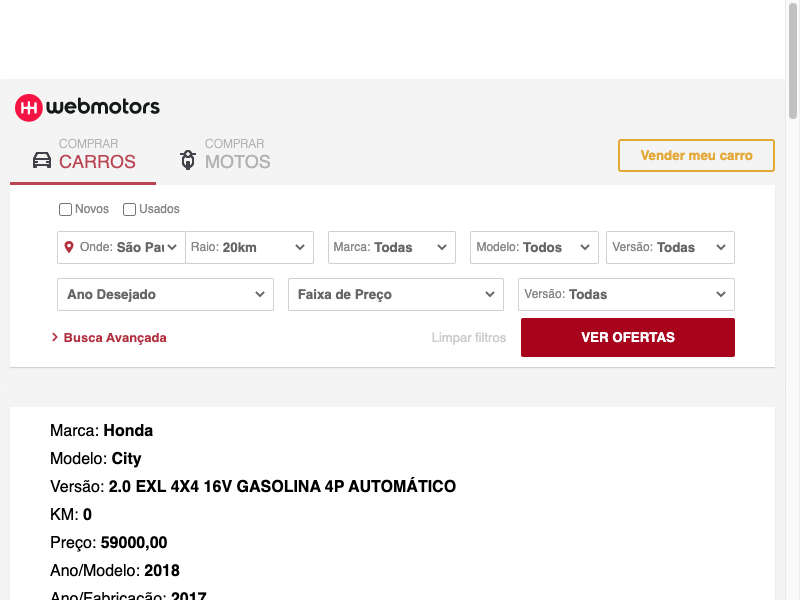 webmotors
COMPRAR
CARROS
COMPRAR
MOTOS
Vender meu carro
Novos Usados
Onde: São Pau Raio: 20km Marca: Todas Modelo: Todos Versão: Todas
Ano Desejado Faixa de Preço Versão: Todas
Busca Avançada Limpar filtros VER OFERTAS
Marca: Honda
Modelo: City
Versão: 2.0 EXL 4X4 16V GASOLINA 4P AUTOMÁTICO
KM: 0
Preço: 59000,00
Ano/Modelo: 2018
Ano/Fabricação: 2017